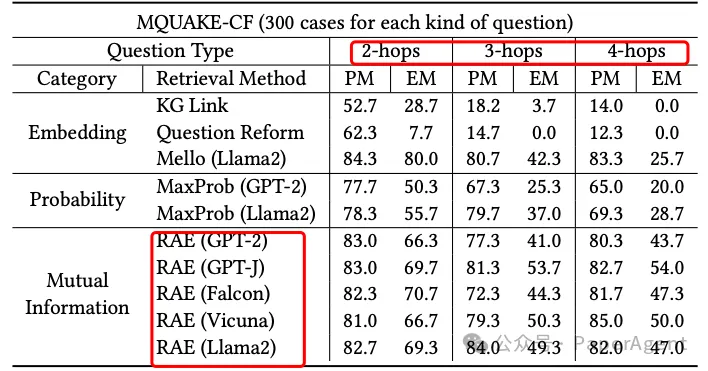 MQUAKE-CF (300 cases for each kind of question)
Question Type 2-hops 3-hops 4-hops
Category Retrieval Method PM EM PM EM PM EM
KG Link 52.7 28.7 18.2 3.7 14.0 0.0
Embedding Question Reform 62.3 7.7 14.7 0.0 12.3 0.0
Mello (Llama2) 84.3 80.0 80.7 42.3 83.3 25.7
Probability MaxProb (GPT-2) 77.7 50.3 67.3 25.3 65.0 20.0
MaxProb (Llama2) 78.3 55.7 79.7 37.0 69.3 28.7
RAE (GPT-2) 83.0 66.3 77.3 41.0 80.3 43.7
Mutual RAE (GPT-J) 83.0 69.7 81.3 53.7 82.7 54.0
Information RAE (Falcon) 82.3 70.7 72.3 44.3 81.7 47.3
RAE (Vicuna) 81.0 66.7 79.3 50.3 85.0 50.0
RAE (Llama2) 82.7 69.3 84.0 49.3 82.0 47.0
公众号 · PaperAgent